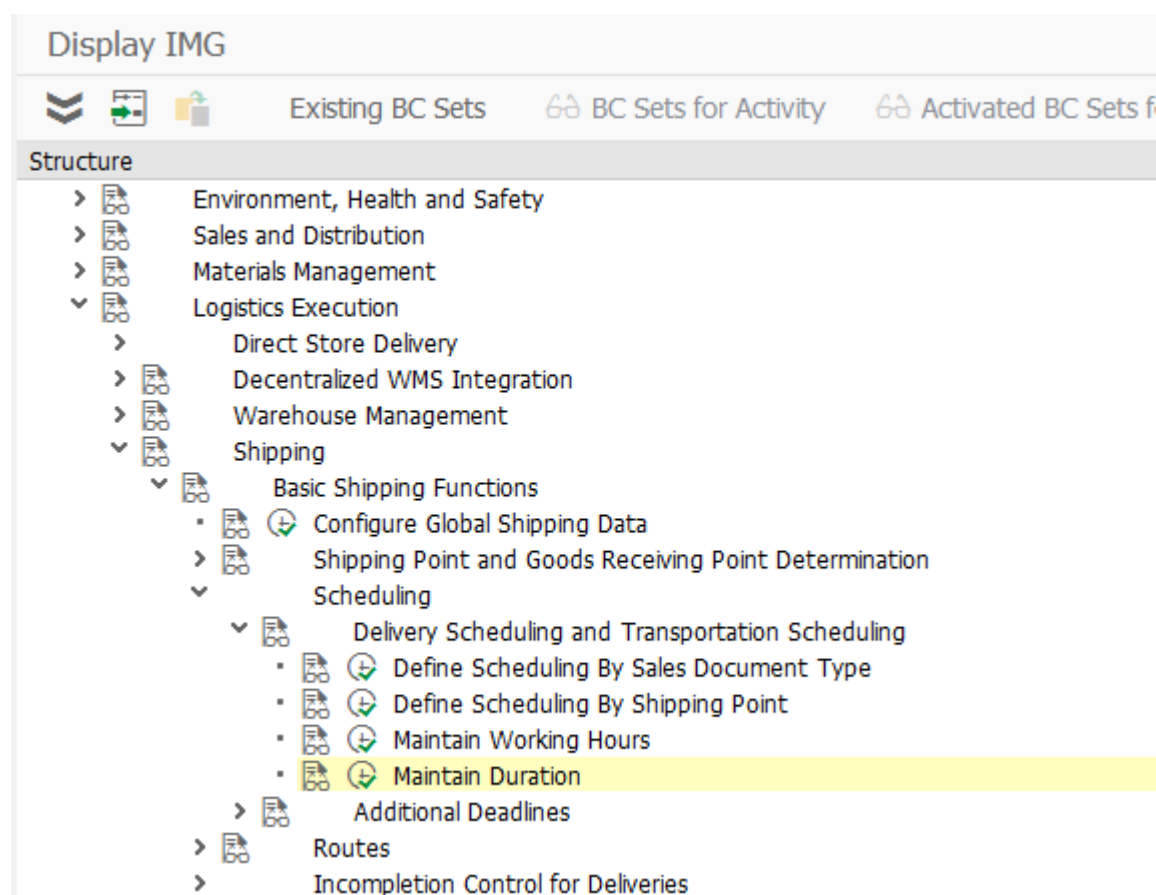 Display IMG
Existing BC Sets BC Sets for Activity Activated BC Sets
Structure
Environment, Health and Safety
Sales and Distribution
Materials Management
Logistics Execution
Direct Store Delivery
Decentralized WMS Integration
Warehouse Management
Shipping
Basic Shipping Functions
Configure Global Shipping Data
Shipping Point and Goods Receiving Point Determination
Scheduling
Delivery Scheduling and Transportation Scheduling
Define Scheduling By Sales Document Type
Define Scheduling By Shipping Point
Maintain Working Hours
Maintain Duration
Additional Deadlines
Routes
Incompletion Control for Deliveries